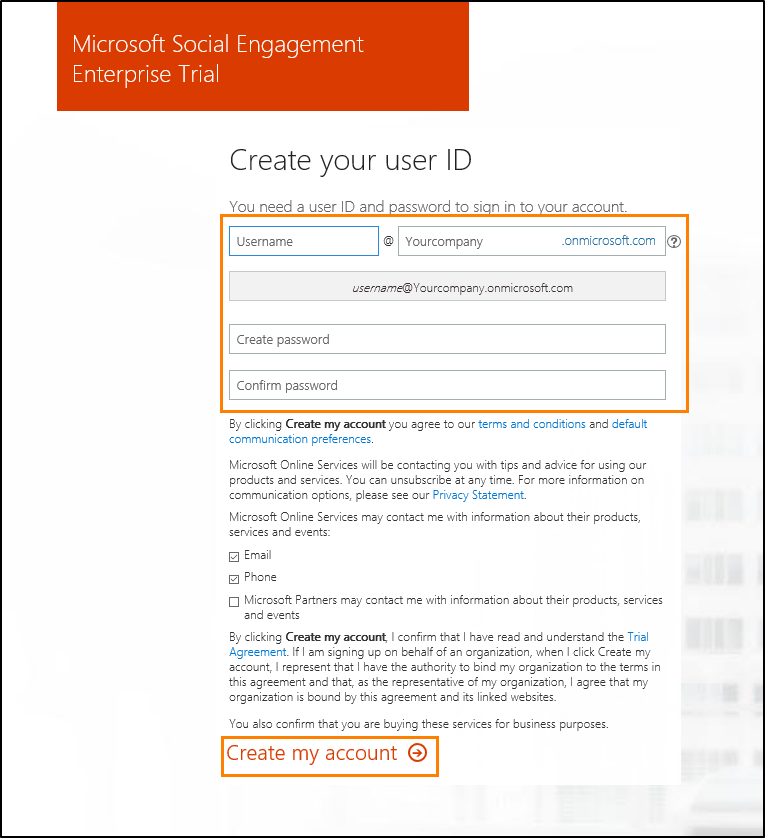 Microsoft Social Engagement
Enterprise Trial
Create your user ID
You need a user ID and password to sign in to your account.
Username @ Yourcompany .onmicrosoft.com ?
username@Yourcompany.onmicrosoft.com
Create password
Confirm password
By clicking Create my account you agree to our terms and conditions and default
communication preferences.
Microsoft Online Services will be contacting you with tips and advice for using our
products and services. You can unsubscribe at any time. For more information on
communication options, please see our Privacy Statement.
Microsoft Online Services may contact me with information about their products,
services and events:
Email
Phone
Microsoft Partners may contact me with information about their products, services
and events
By clicking Create my account, I confirm that I have read and understand the Trial
Agreement. If I am signing up on behalf of an organization, when I click Create my
account, I represent that I have the authority to bind my organization to the terms in
this agreement and that, as the representative of my organization, I agree that my
organization is bound by this agreement and its linked websites.
You also confirm that you are buying these services for business purposes.
Create my account